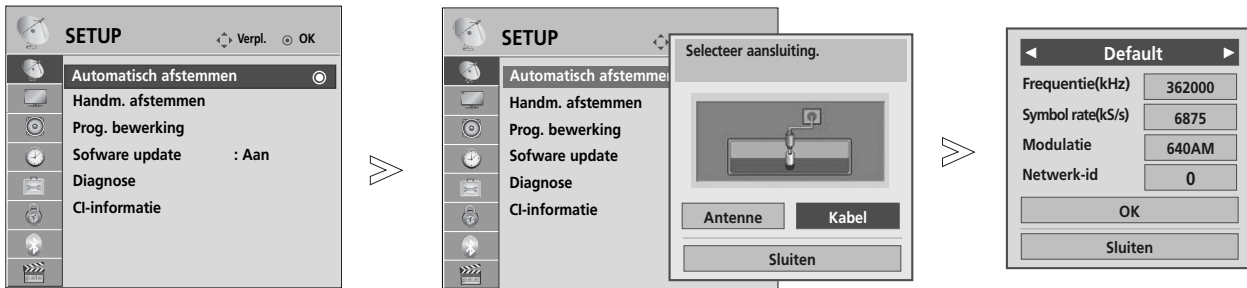 SETUP Verpl. OK
Automatisch afstemmen
Handm. afstemmen
Prog. bewerking
Sofware update : Aan
Diagnose
CI-informatie
SETUP
Automatisch afstemmen
Handm. afstemmen
Prog. bewerking
Sofware update
Diagnose
CI-informatie
Selecteer aansluiting.
Antenne Kabel
Sluiten
Default
Frequentie(kHz) 362000
Symbol rate(kS/s) 6875
Modulatie 640AM
Netwerk-id 0
OK
Sluiten